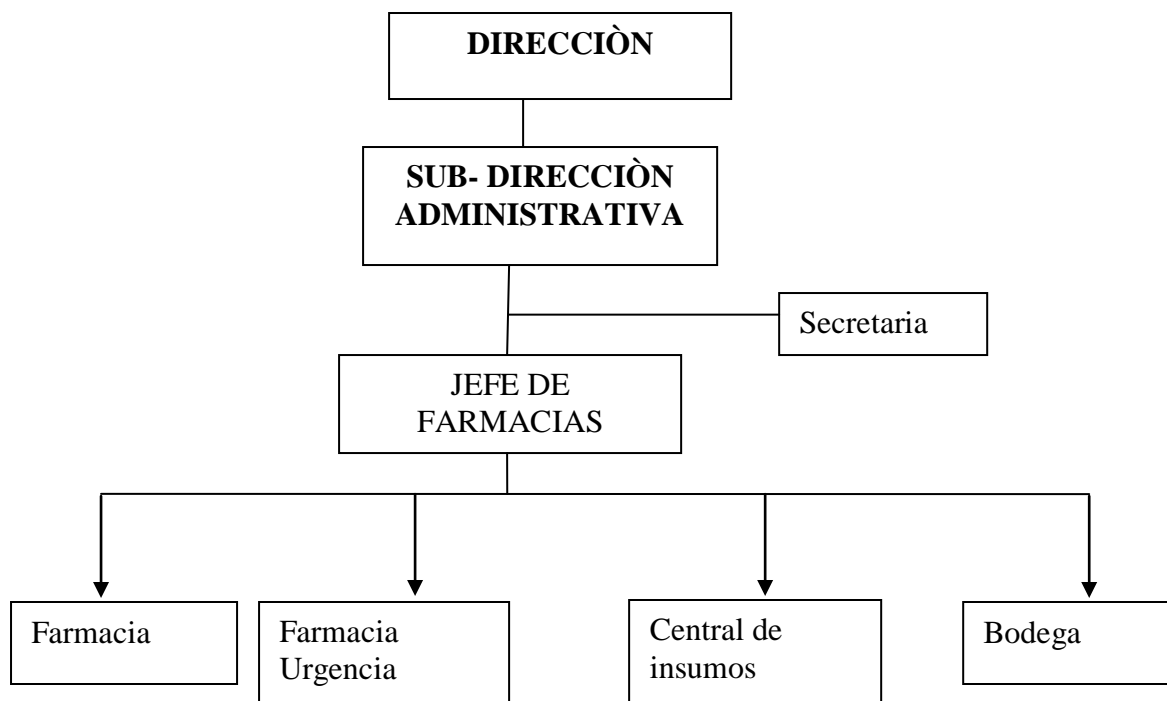 DIRECCIÒN
SUB- DIRECCIÒN
ADMINISTRATIVA
Secretaria
JEFE DE
FARMACIAS
Farmacia
Farmacia
Urgencia
Central de
insumos
Bodega